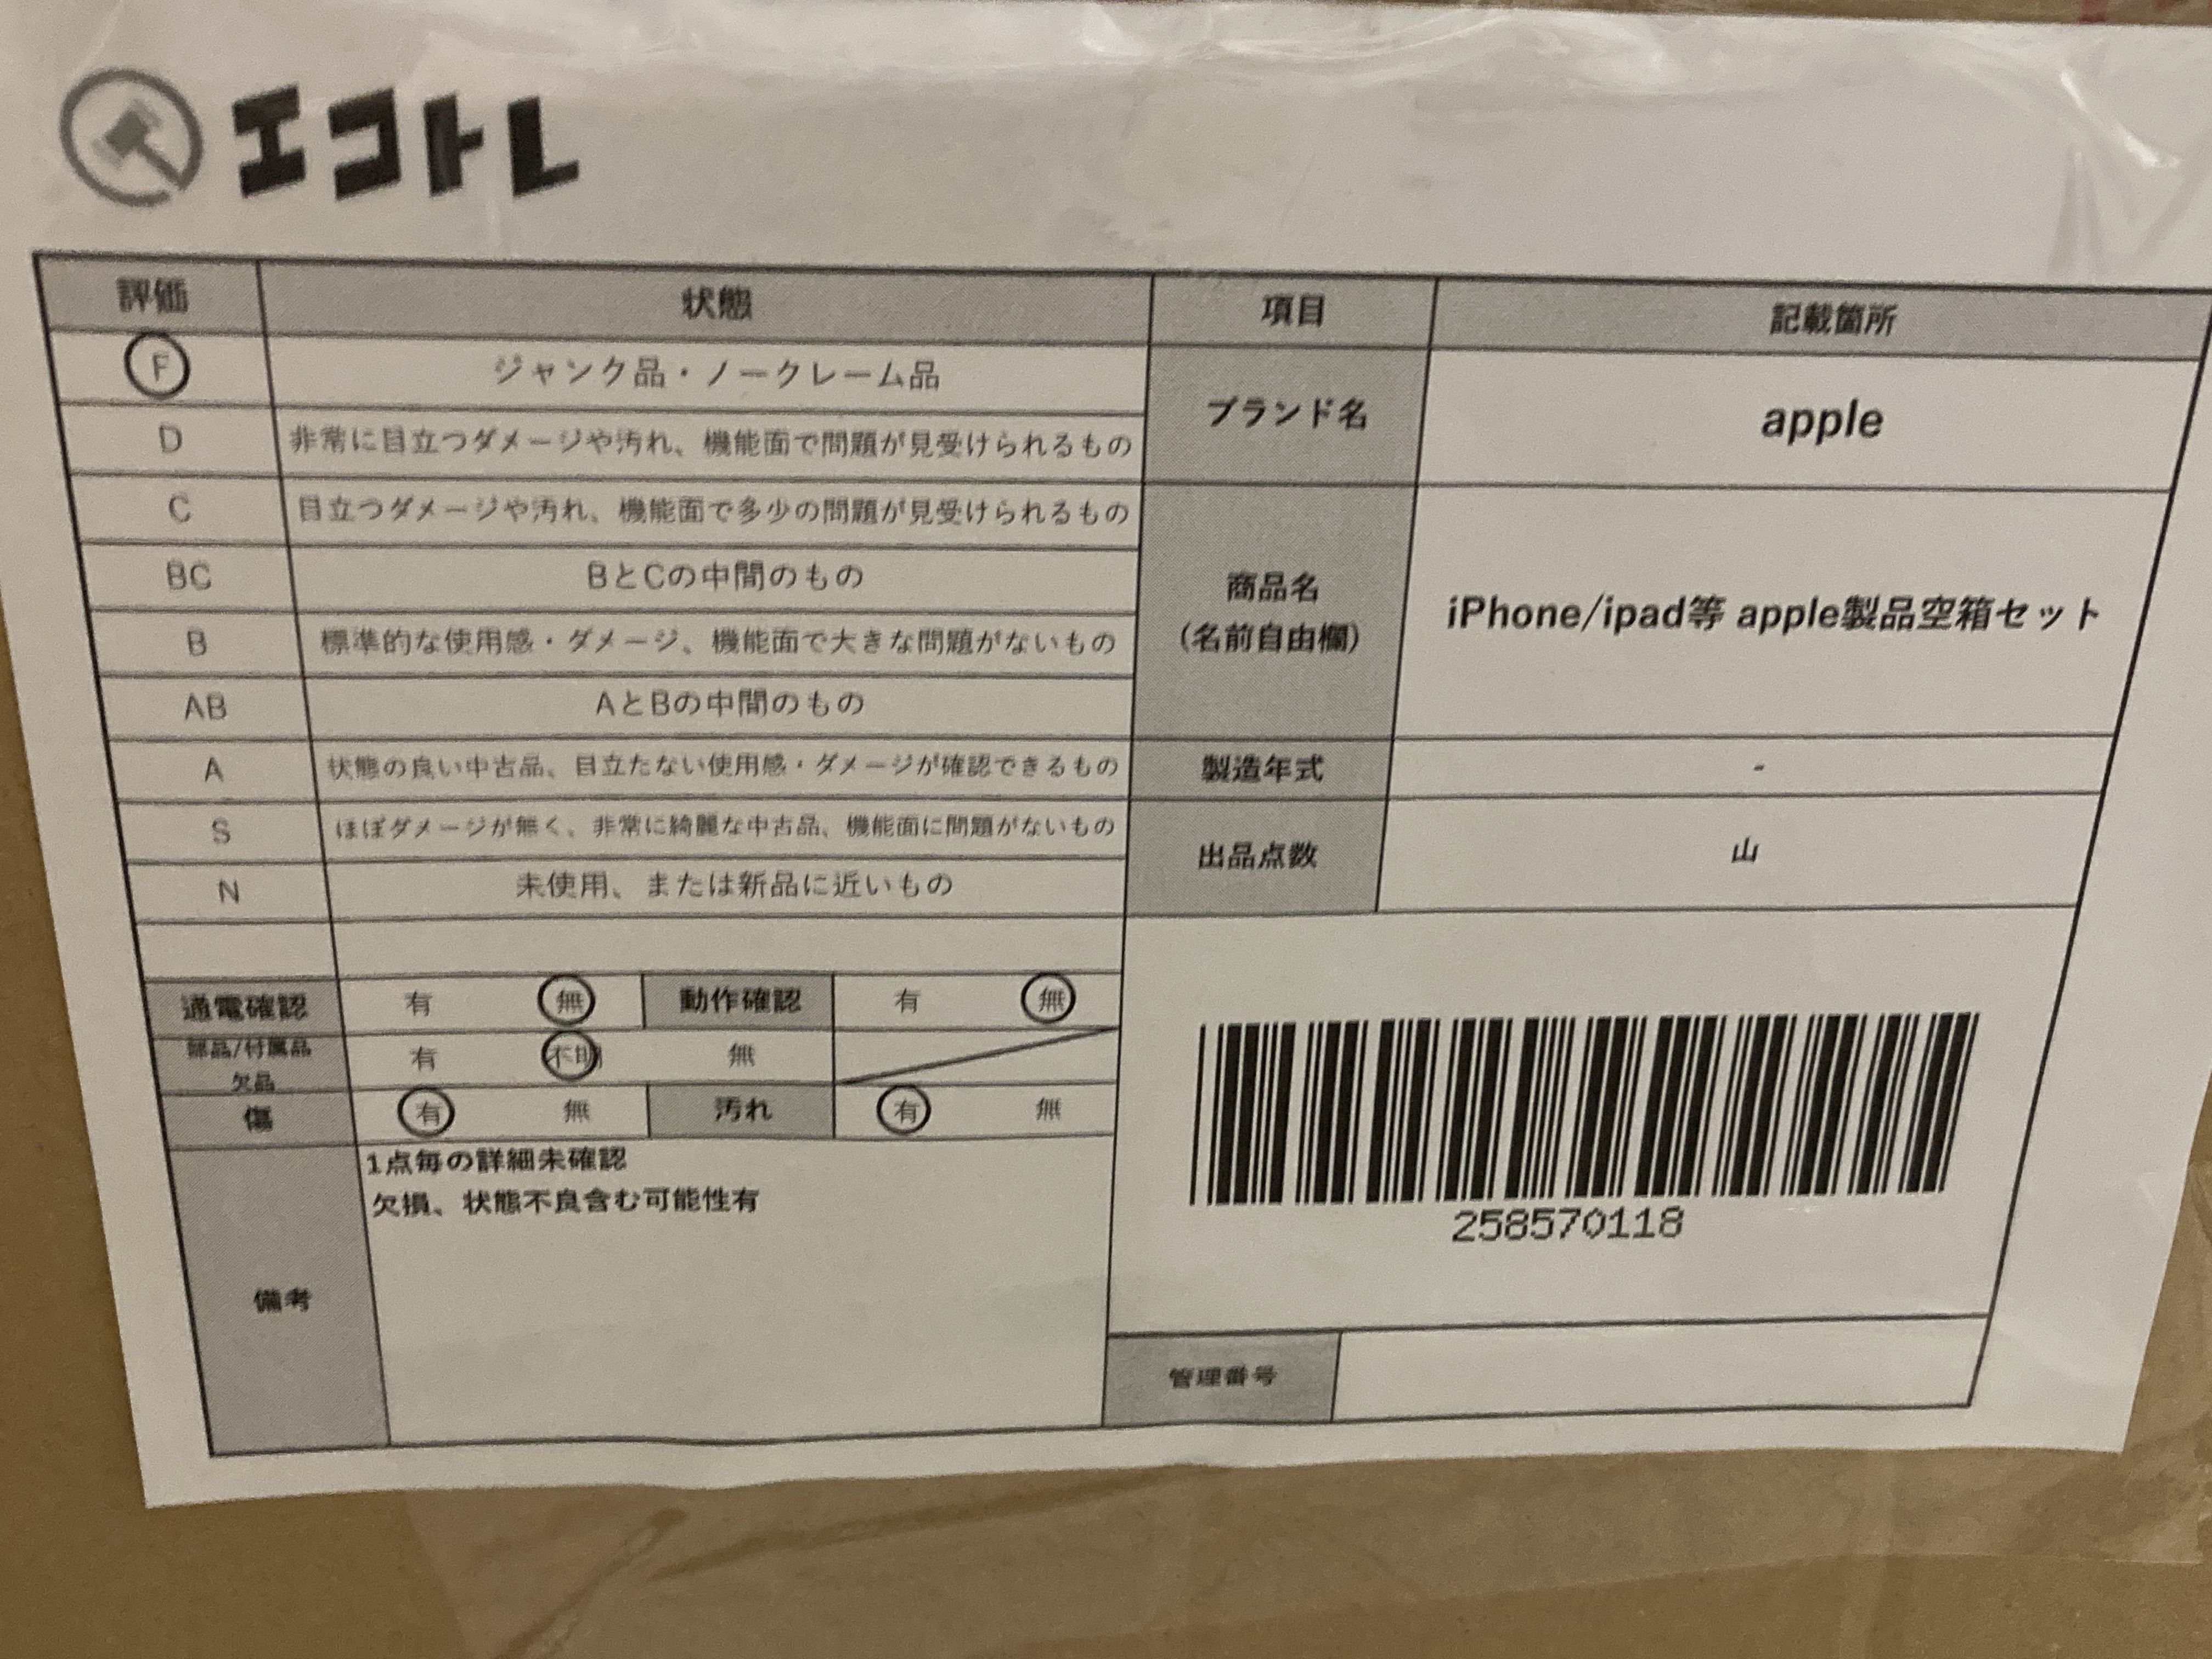 エコトレ
評価 状態 項目 記載箇所
F ジャンク品・ノークレーム品
D 非常に目立つダメージや汚れ、機能面で問題が見受けられるもの
ブランド名 apple
C 目立つダメージや汚れ、機能面で多少の問題が見受けられるもの
BC BとCの中間のもの
商品名
(名前自由欄)
iPhone/ipad等 apple製品空箱セット
B 標準的な使用感・ダメージ、機能面で大きな問題がないもの
AB AとBの中間のもの
A 状態の良い中古品、目立たない使用感・ダメージが確認できるもの
製造年式 -
S ほぼダメージが無く、非常に綺麗な中古品、機能面に問題がないもの
出品点数 山
N 未使用、または新品に近いもの
通電確認 有 無 動作確認 有 無
部品/付属品
欠品
有 不明 無
傷 有 無 汚れ 有 無
備考
1点毎の詳細未確認
欠損、状態不良含む可能性有
258570118
管理番号